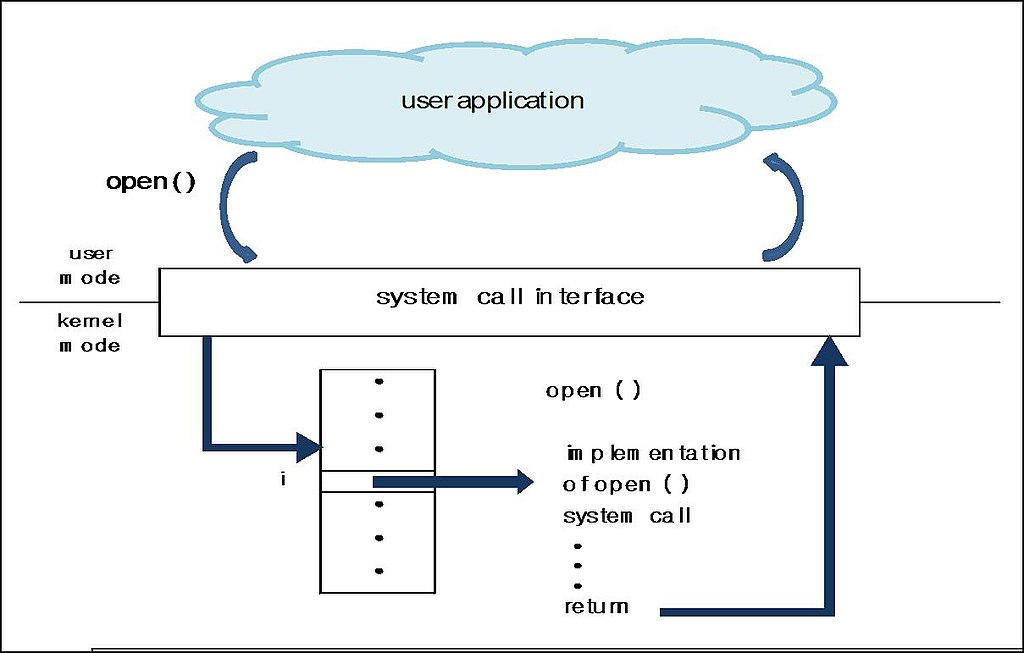 user application
open()
user
mode
system call interface
kernel
mode
open ()
i
implementation
of open ()
system call
return